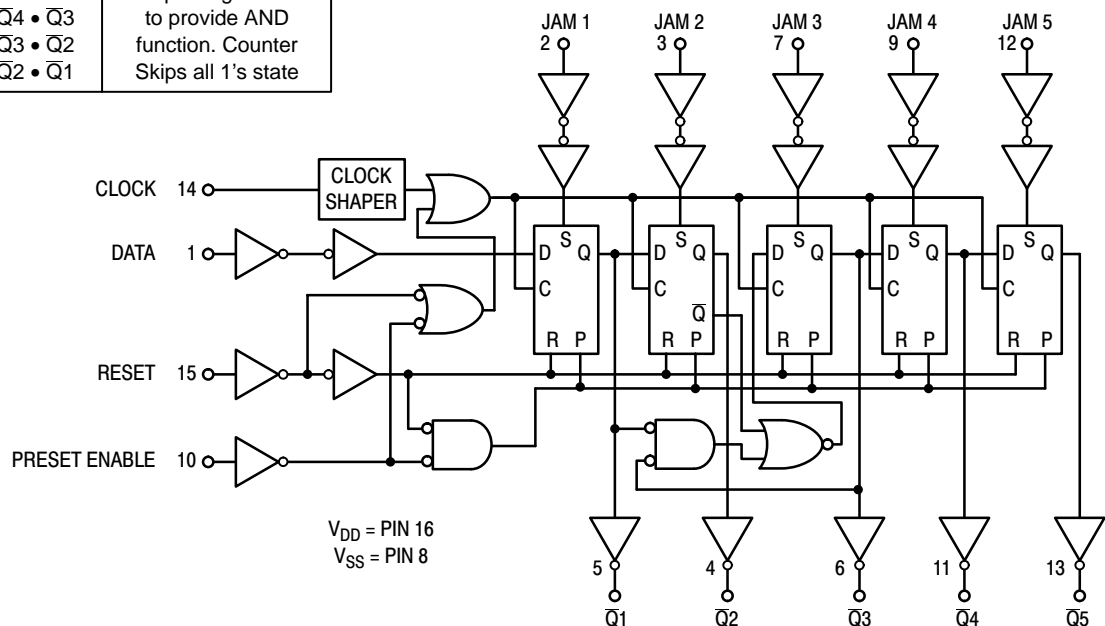 Q̅4 • Q̅3
Q̅3 • Q̅2
Q̅2 • Q̅1
to provide AND
function. Counter
Skips all 1's state
JAM 1
JAM 2
JAM 3
JAM 4
JAM 5
2
3
7
9
12
CLOCK 14
CLOCK
SHAPER
DATA 1
S
D Q
C
R P
S
D Q
C
Q̅
R P
S
D Q
C
R P
S
D Q
C
R P
S
D Q
C
R P
RESET 15
PRESET ENABLE 10
VDD = PIN 16
VSS = PIN 8
5
4
6
11
13
Q̅1
Q̅2
Q̅3
Q̅4
Q̅5